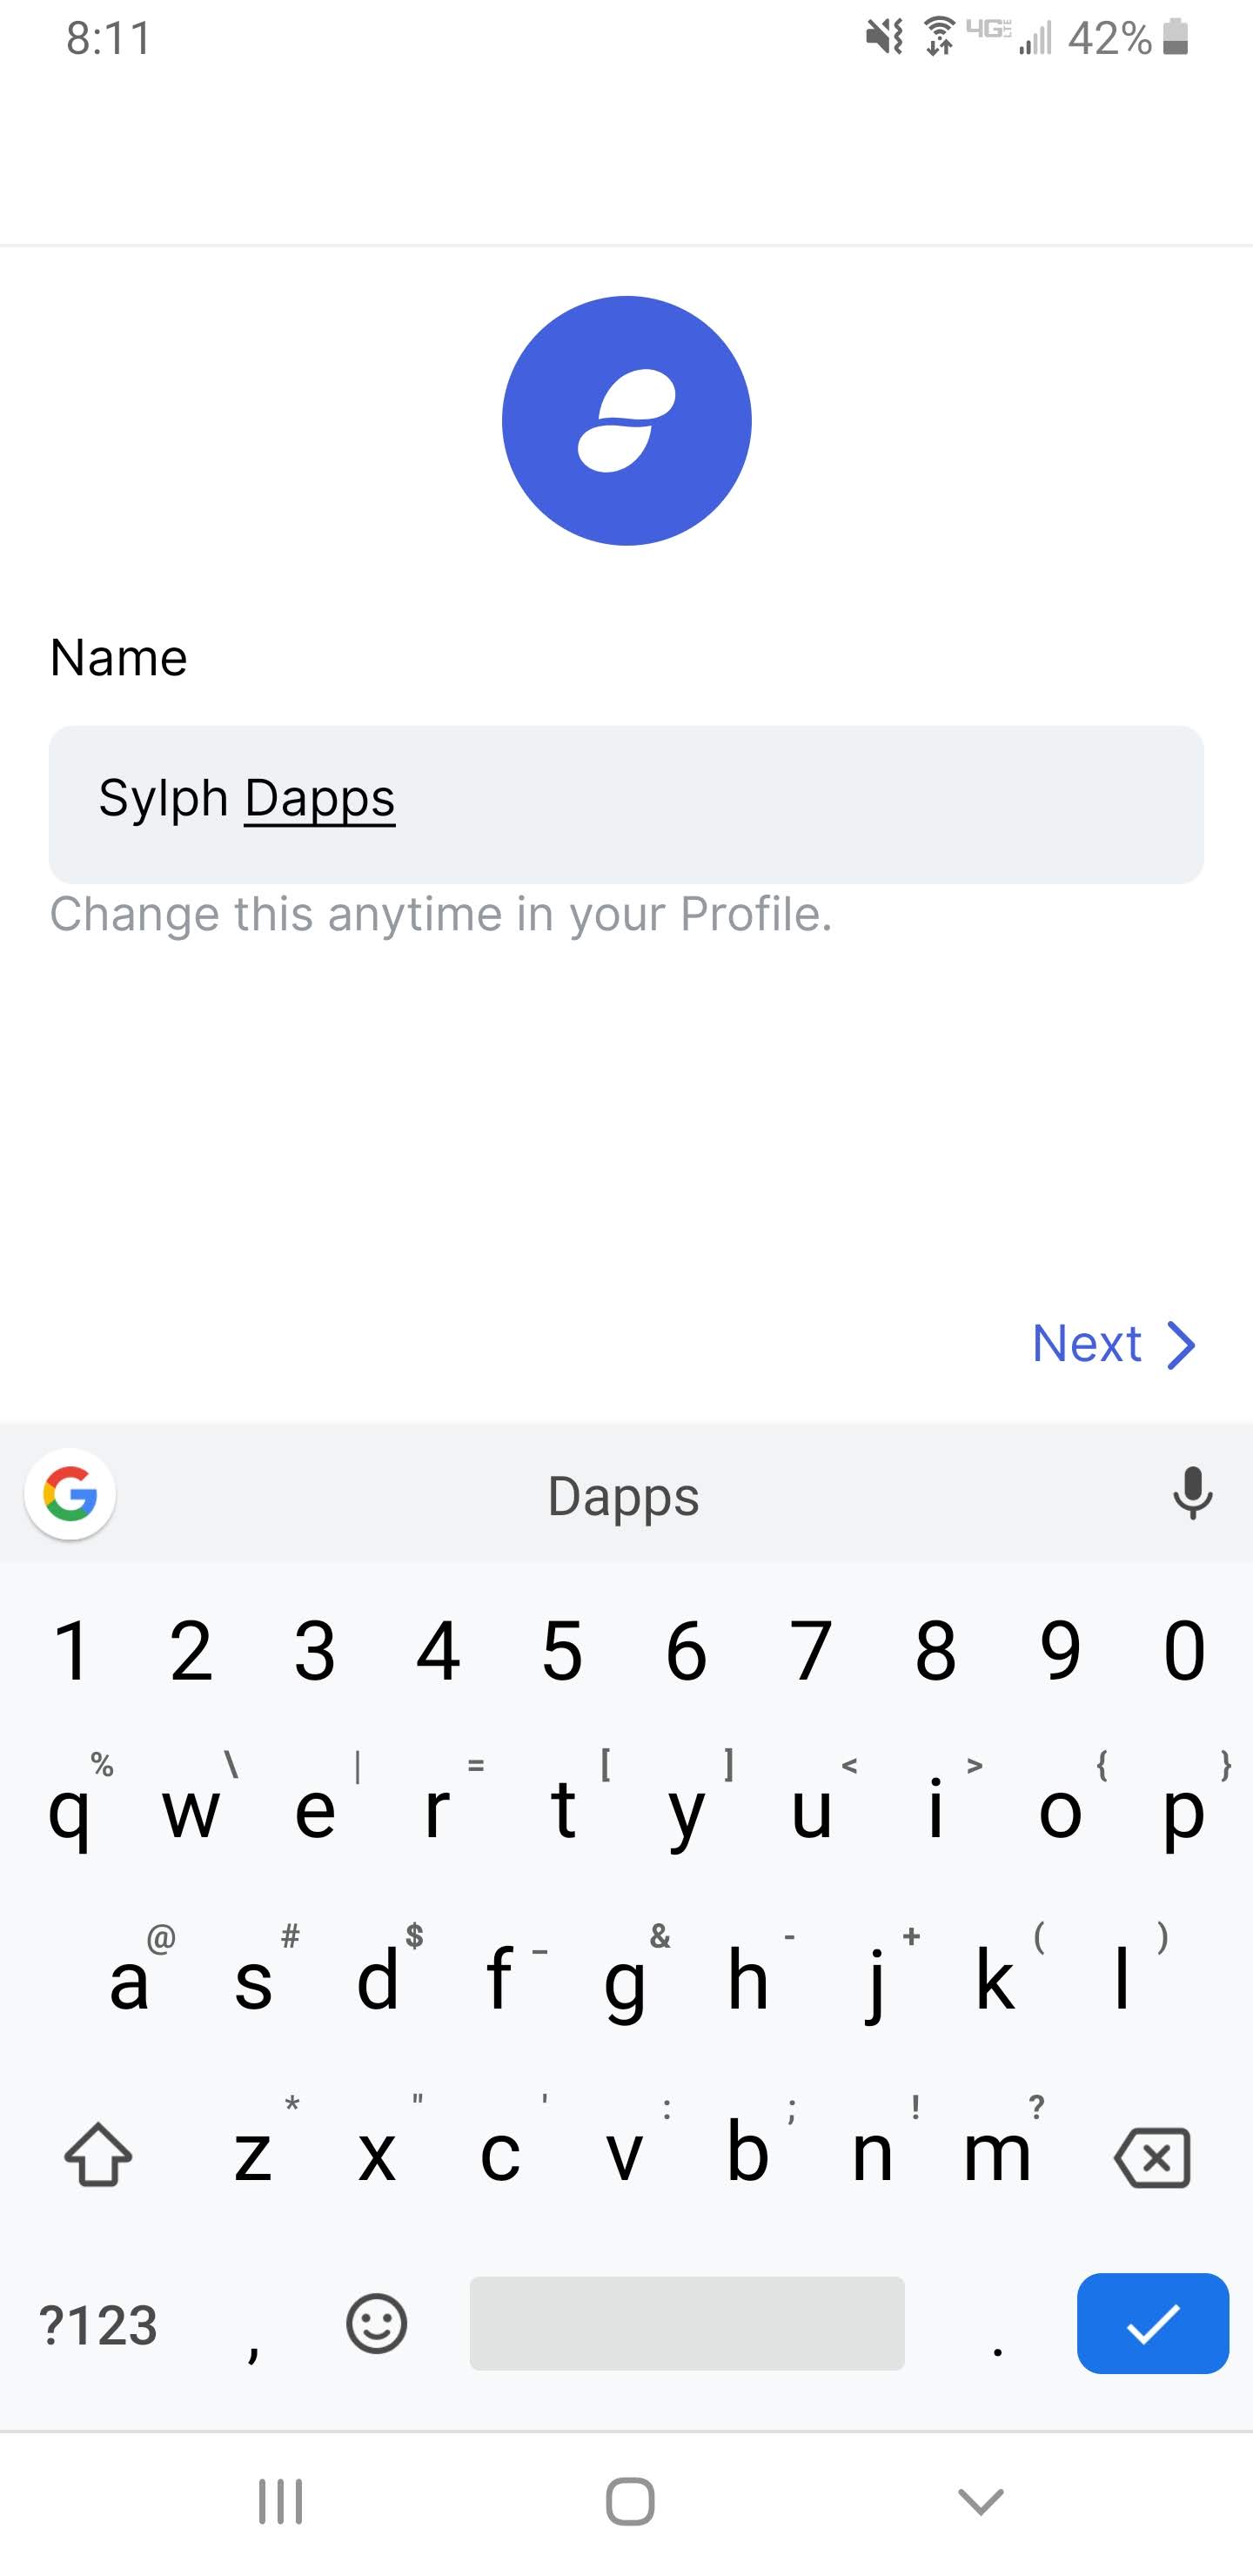 8:11 4G LTE 42%
Name
Sylph Dapps
Change this anytime in your Profile.
Next
G Dapps
1 2 3 4 5 6 7 8 9 0
% \ | = [ ] < > { }
q w e r t y u i o p
@ # $ _ & - + ( )
a s d f g h j k l
* " ' : ; ! ?
z x c v b n m
?123 , .